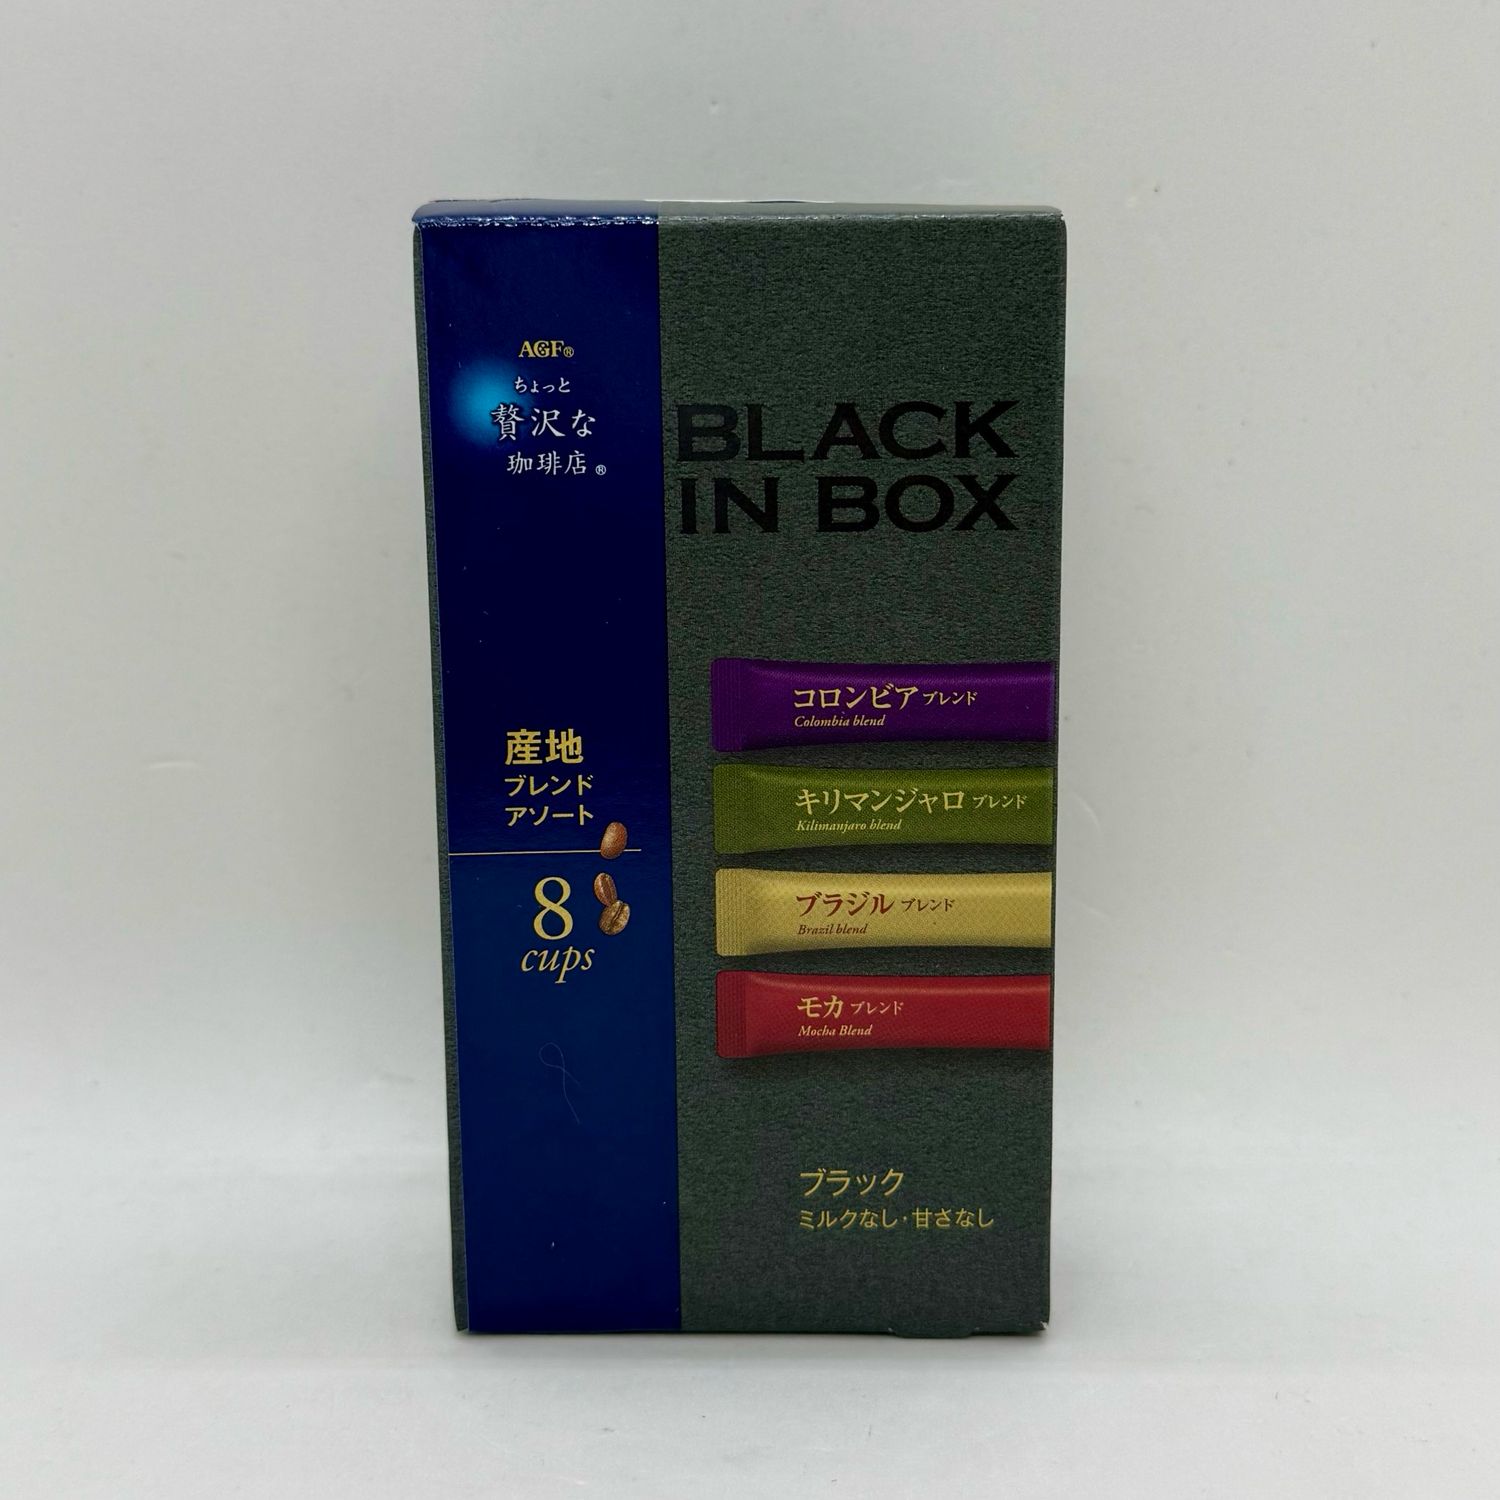 AGF®
ちょっと
贅沢な
珈琲店®
BLACK
IN BOX
産地
ブレンド
アソート
8
cups
コロンビア ブレンド
Colombia blend
キリマンジャロ ブレンド
Kilimanjaro blend
ブラジル ブレンド
Brazil blend
モカ ブレンド
Mocha Blend
ブラック
ミルクなし・甘さなし